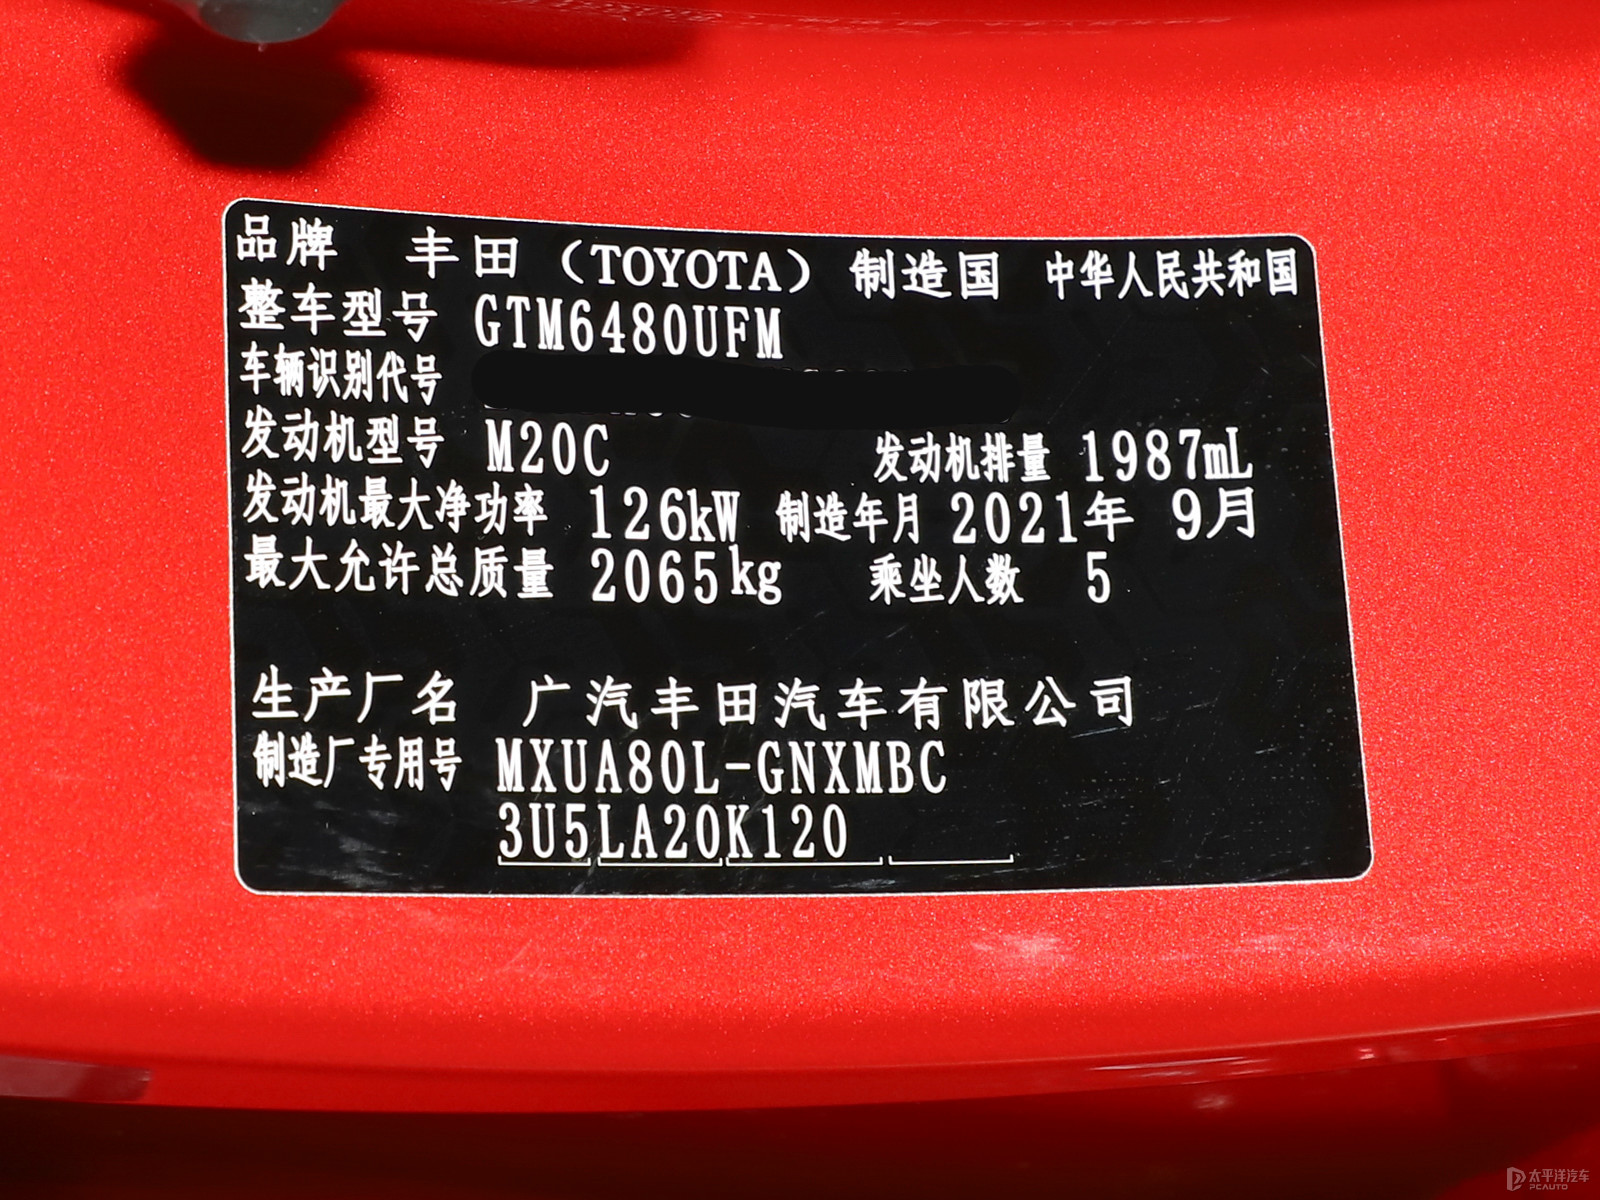 品牌 丰田（TOYOTA） 制造国 中华人民共和国
整车型号 GTM6480UFM
车辆识别代号
发动机型号 M20C 发动机排量 1987mL
发动机最大净功率 126kW 制造年月 2021年 9月
最大允许总质量 2065kg 乘坐人数 5
生产厂名 广汽丰田汽车有限公司
制造厂专用号 MXUA80L-GNXMBC
3U5LA20K120
太平洋汽车
PCAUTO